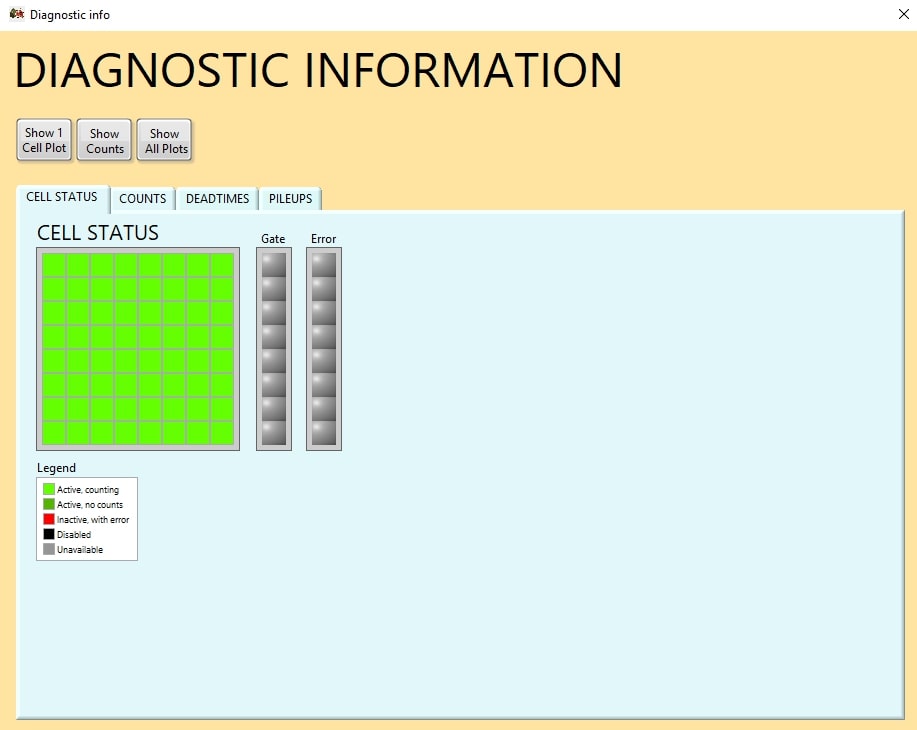 Diagnostic info
DIAGNOSTIC INFORMATION
Show 1
Cell Plot
Show
Counts
Show
All Plots
CELL STATUS
COUNTS
DEADTIMES
PILEUPS
CELL STATUS
Gate
Error
Legend
Active, counting
Active, no counts
Inactive, with error
Disabled
Unavailable